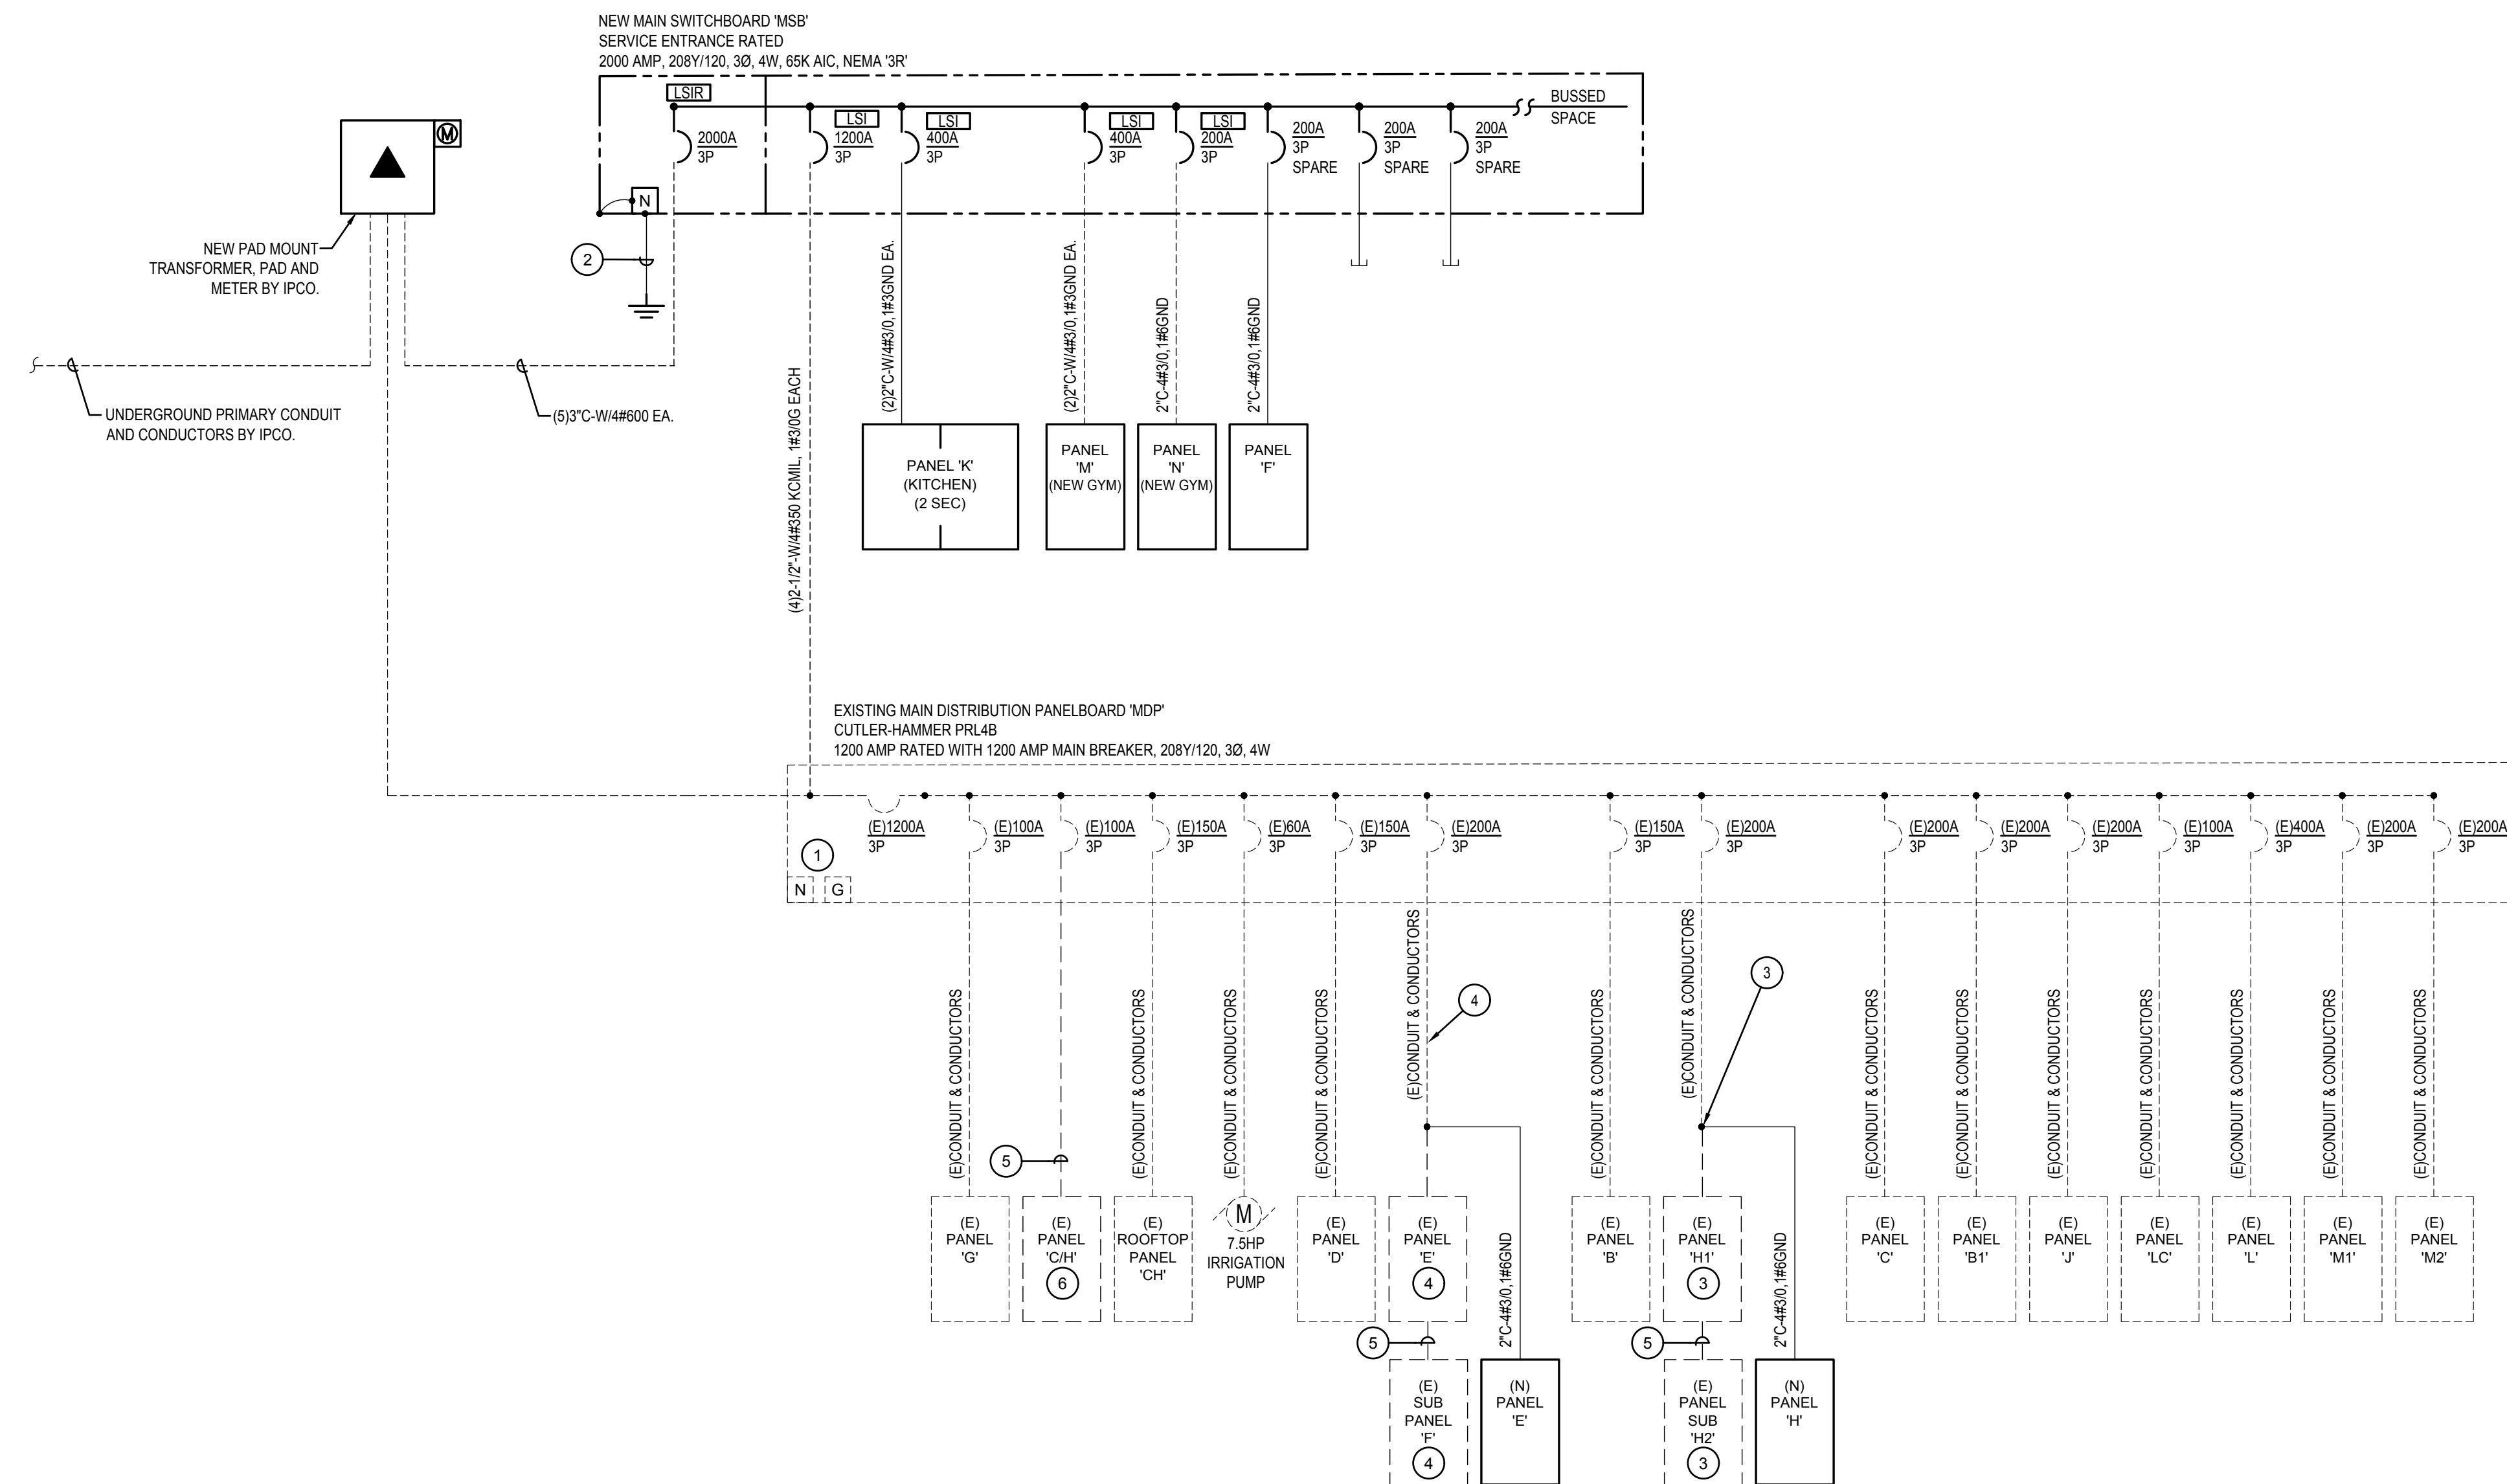 NEW MAIN SWITCHBOARD 'MSB'
SERVICE ENTRANCE RATED
2000 AMP, 208Y/120, 3Ø, 4W, 65K AIC, NEMA '3R'
LSIR
2000A
3P
LSI
1200A
3P
LSI
400A
3P
LSI
400A
3P
LSI
200A
3P
200A
3P
SPARE
200A
3P
SPARE
200A
3P
SPARE
BUSSED
SPACE
N
M
NEW PAD MOUNT
TRANSFORMER, PAD AND
METER BY IPCO.
2
UNDERGROUND PRIMARY CONDUIT
AND CONDUCTORS BY IPCO.
(5)3"C-W/4#600 EA.
(4)2-1/2"-W/4#350 KCMIL, 1#3/0G EACH
(2)2"C-W/4#3/0,1#3GND EA.
(2)2"C-W/4#3/0,1#3GND EA.
2"C-4#3/0,1#6GND
2"C-4#3/0,1#6GND
PANEL 'K'
(KITCHEN)
(2 SEC)
PANEL
'M'
(NEW GYM)
PANEL
'N'
(NEW GYM)
PANEL
'F'
EXISTING MAIN DISTRIBUTION PANELBOARD 'MDP'
CUTLER-HAMMER PRL4B
1200 AMP RATED WITH 1200 AMP MAIN BREAKER, 208Y/120, 3Ø, 4W
1
N
G
(E)1200A
3P
(E)100A
3P
(E)100A
3P
(E)150A
3P
(E)60A
3P
(E)150A
3P
(E)200A
3P
(E)150A
3P
(E)200A
3P
(E)200A
3P
(E)200A
3P
(E)200A
3P
(E)100A
3P
(E)400A
3P
(E)200A
3P
(E)200A
3P
(E)CONDUIT & CONDUCTORS
(E)CONDUIT & CONDUCTORS
(E)CONDUIT & CONDUCTORS
(E)CONDUIT & CONDUCTORS
(E)CONDUIT & CONDUCTORS
(E)CONDUIT & CONDUCTORS
(E)CONDUIT & CONDUCTORS
(E)CONDUIT & CONDUCTORS
(E)CONDUIT & CONDUCTORS
(E)CONDUIT & CONDUCTORS
(E)CONDUIT & CONDUCTORS
(E)CONDUIT & CONDUCTORS
(E)CONDUIT & CONDUCTORS
(E)CONDUIT & CONDUCTORS
4
3
5
(E)
PANEL
'G'
(E)
PANEL
'C/H'
6
(E)
ROOFTOP
PANEL
'CH'
M
7.5HP
IRRIGATION
PUMP
(E)
PANEL
'D'
(E)
PANEL
'E'
4
2"C-4#3/0,1#6GND
(E)
PANEL
'B'
(E)
PANEL
'H1'
3
2"C-4#3/0,1#6GND
(E)
PANEL
'C'
(E)
PANEL
'B1'
(E)
PANEL
'J'
(E)
PANEL
'LC'
(E)
PANEL
'L'
(E)
PANEL
'M1'
(E)
PANEL
'M2'
5
5
(E)
SUB
PANEL
'F'
4
(N)
PANEL
'E'
(E)
PANEL
SUB
'H2'
3
(N)
PANEL
'H'